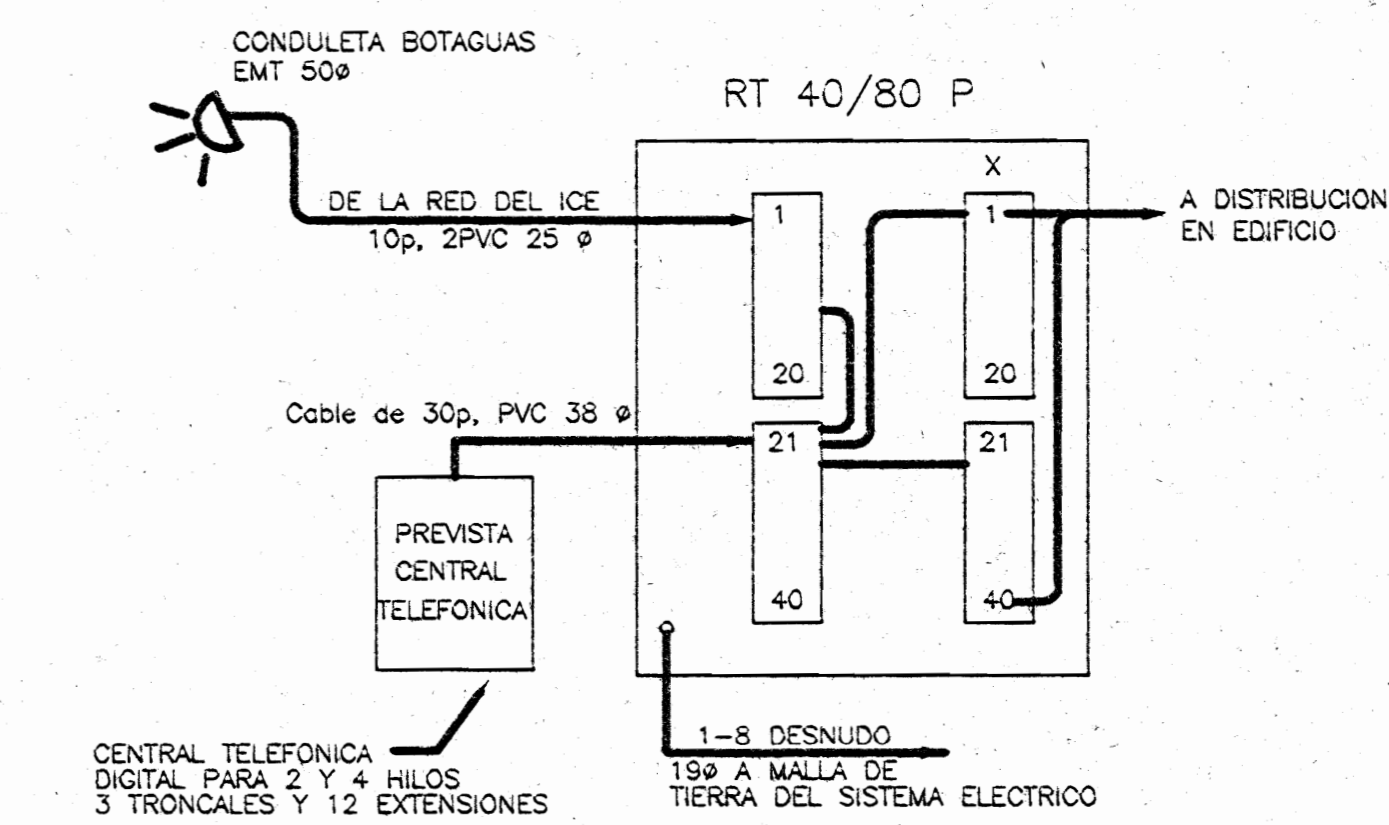 CONDULETA BOTAGUAS
EMT 50ø
RT 40/80 P
X
DE LA RED DEL ICE
10p, 2PVC 25 ø
1
1
A DISTRIBUCION
EN EDIFICIO
20
20
Cable de 30p, PVC 38 ø
21
21
PREVISTA
CENTRAL
TELEFONICA
40
40
1-8 DESNUDO
19ø A MALLA DE
TIERRA DEL SISTEMA ELECTRICO
CENTRAL TELEFONICA
DIGITAL PARA 2 Y 4 HILOS
3 TRONCALES Y 12 EXTENSIONES